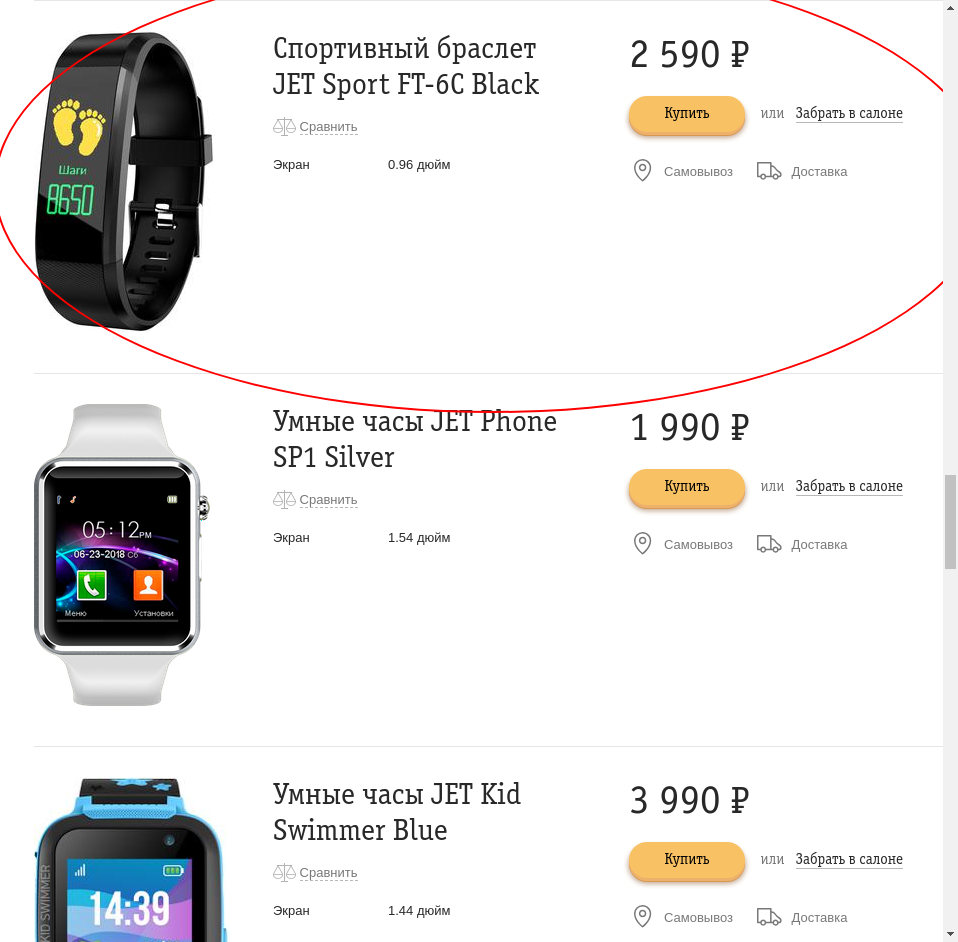 Спортивный браслет
JET Sport FT-6C Black
2 590 ₽
Купить
или
Забрать в салоне
Сравнить
Экран
0.96 дюйм
Самовывоз
Доставка
Шаги
8650
Умные часы JET Phone
SP1 Silver
1 990 ₽
Купить
или
Забрать в салоне
Сравнить
Экран
1.54 дюйм
Самовывоз
Доставка
05:12PM
06-23-2018 Сб
Меню
Установки
Умные часы JET Kid
Swimmer Blue
3 990 ₽
Купить
или
Забрать в салоне
Сравнить
Экран
1.44 дюйм
Самовывоз
Доставка
KID SWIMMER
14:39